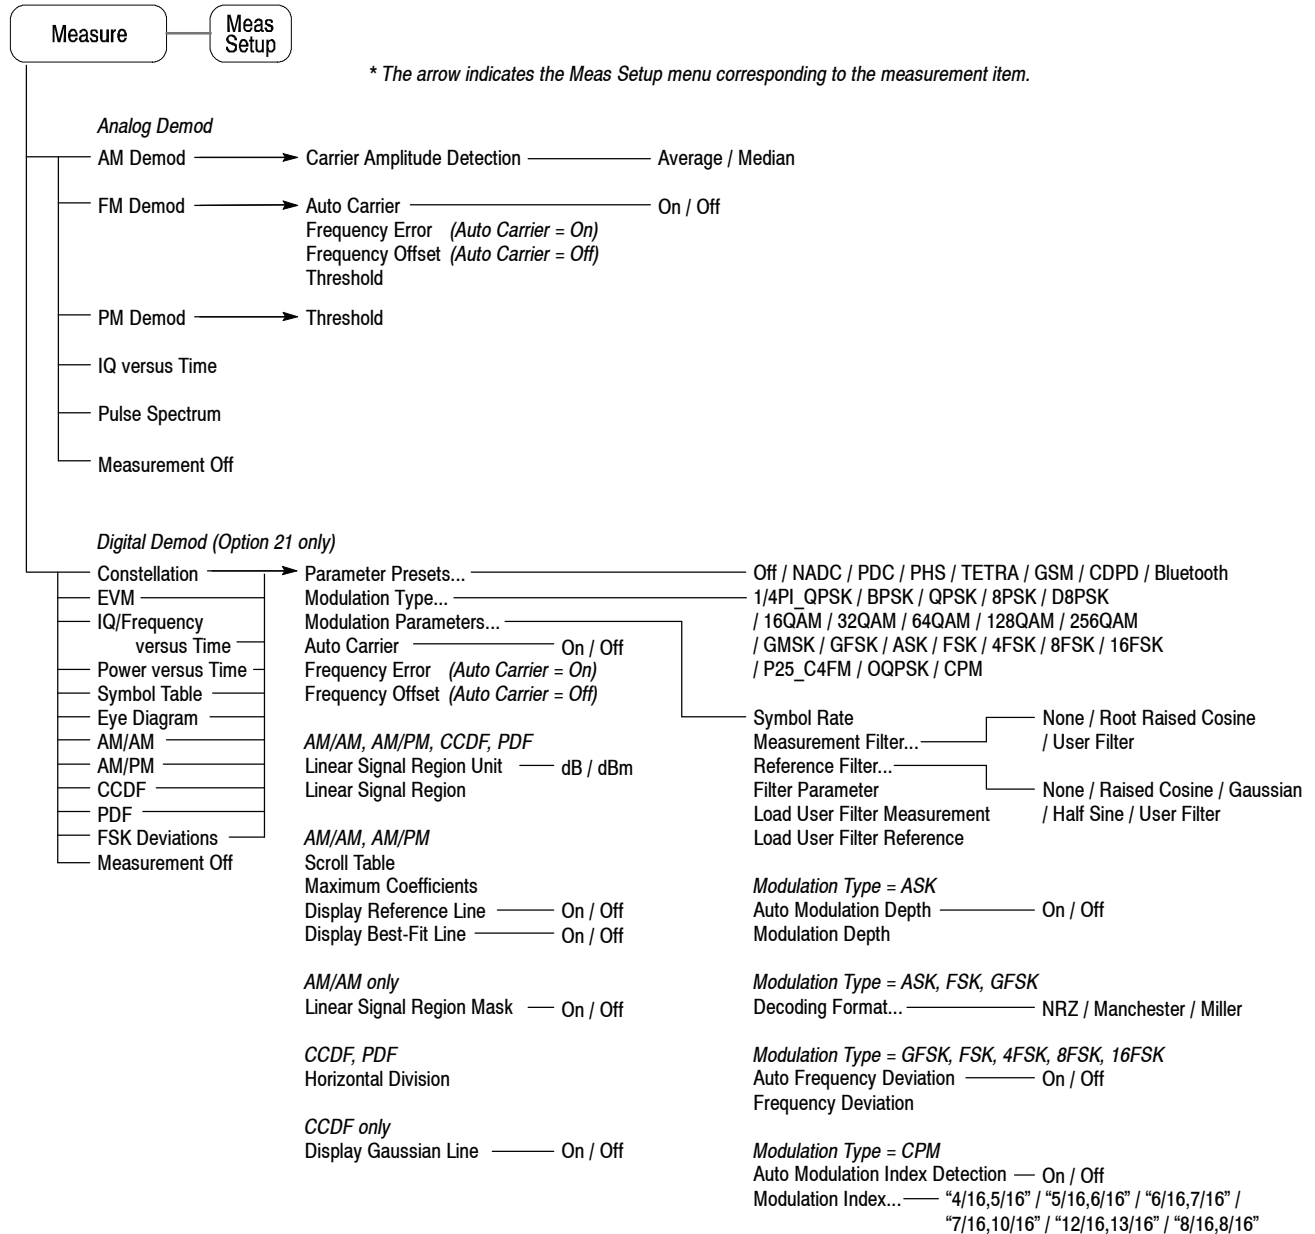 Measure
Meas
Setup
* The arrow indicates the Meas Setup menu corresponding to the measurement item.
Analog Demod
AM Demod
Carrier Amplitude Detection
Average / Median
FM Demod
Auto Carrier
On / Off
Frequency Error (Auto Carrier = On)
Frequency Offset (Auto Carrier = Off)
Threshold
PM Demod
Threshold
IQ versus Time
Pulse Spectrum
Measurement Off
Digital Demod (Option 21 only)
Constellation
EVM
IQ/Frequency
versus Time
Power versus Time
Symbol Table
Eye Diagram
AM/AM
AM/PM
CCDF
PDF
FSK Deviations
Measurement Off
Parameter Presets...
Modulation Type...
Modulation Parameters...
Auto Carrier
On / Off
Frequency Error (Auto Carrier = On)
Frequency Offset (Auto Carrier = Off)
AM/AM, AM/PM, CCDF, PDF
Linear Signal Region Unit
dB / dBm
Linear Signal Region
AM/AM, AM/PM
Scroll Table
Maximum Coefficients
Display Reference Line
On / Off
Display Best-Fit Line
On / Off
AM/AM only
Linear Signal Region Mask
On / Off
CCDF, PDF
Horizontal Division
CCDF only
Display Gaussian Line
On / Off
Off / NADC / PDC / PHS / TETRA / GSM / CDPD / Bluetooth
1/4PI_QPSK / BPSK / QPSK / 8PSK / D8PSK
/ 16QAM / 32QAM / 64QAM / 128QAM / 256QAM
/ GMSK / GFSK / ASK / FSK / 4FSK / 8FSK / 16FSK
/ P25_C4FM / OQPSK / CPM
Symbol Rate
Measurement Filter...
None / Root Raised Cosine
/ User Filter
Reference Filter...
Filter Parameter
None / Raised Cosine / Gaussian
/ Half Sine / User Filter
Load User Filter Measurement
Load User Filter Reference
Modulation Type = ASK
Auto Modulation Depth
On / Off
Modulation Depth
Modulation Type = ASK, FSK, GFSK
Decoding Format...
NRZ / Manchester / Miller
Modulation Type = GFSK, FSK, 4FSK, 8FSK, 16FSK
Auto Frequency Deviation
On / Off
Frequency Deviation
Modulation Type = CPM
Auto Modulation Index Detection
On / Off
Modulation Index...
“4/16,5/16” / “5/16,6/16” / “6/16,7/16” /
“7/16,10/16” / “12/16,13/16” / “8/16,8/16”